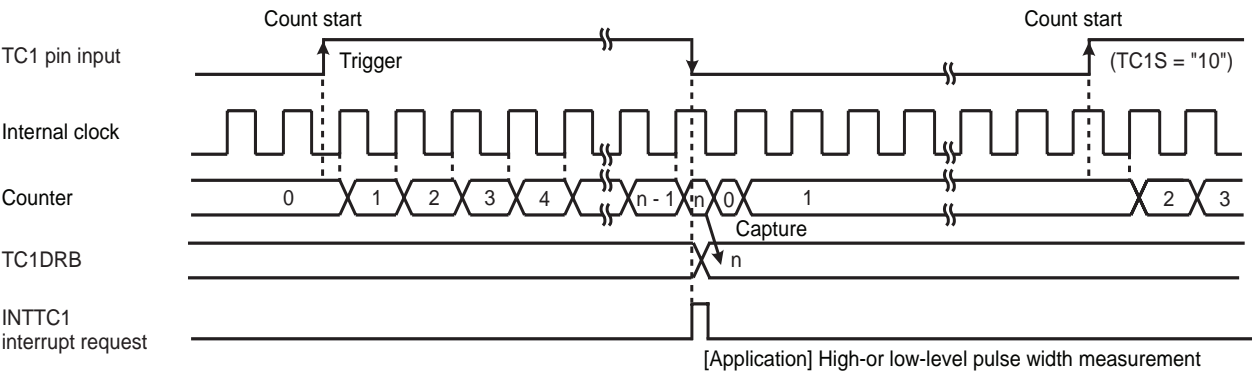 Count start
Count start
TC1 pin input
Trigger
(TC1S = "10")
Internal clock
Counter
0
1
2
3
4
n - 1
n
0
1
2
3
Capture
TC1DRB
n
INTTC1
interrupt request
[Application] High-or low-level pulse width measurement